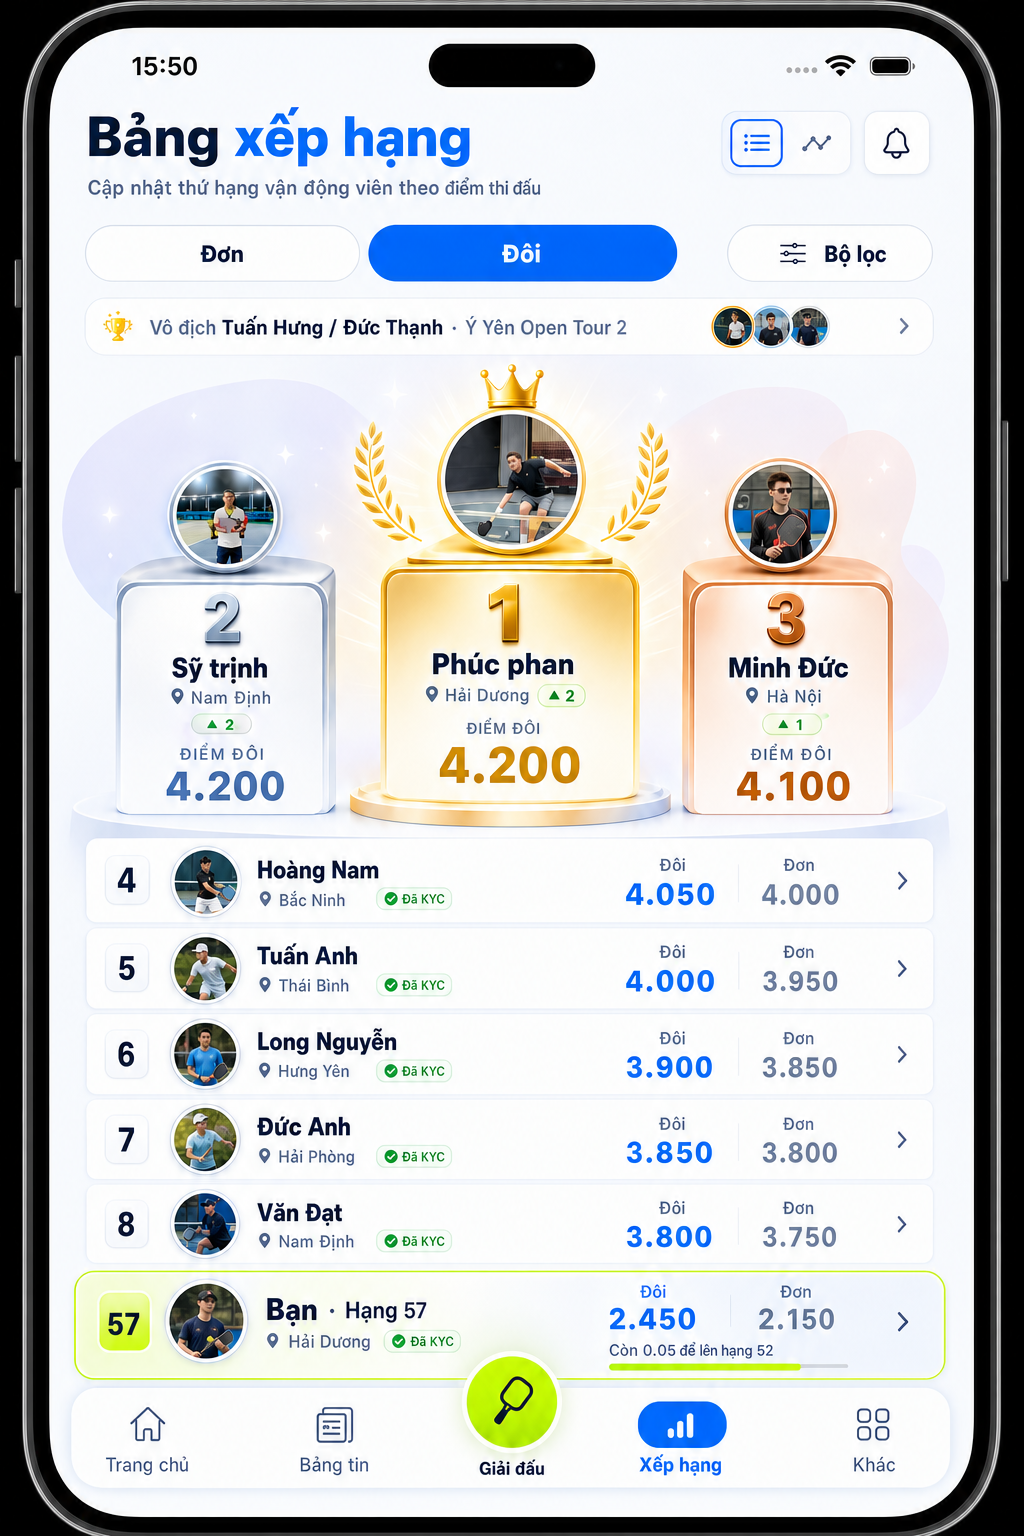 15:50
Bảng xếp hạng
Cập nhật thứ hạng vận động viên theo điểm thi đấu
Đơn
Đôi
Bộ lọc
Vô địch Tuấn Hưng / Đức Thạnh · Ý Yên Open Tour 2
2
Sỹ trịnh
Nam Định
▲ 2
ĐIỂM ĐÔI
4.200
1
Phúc phan
Hải Dương ▲ 2
ĐIỂM ĐÔI
4.200
3
Minh Đức
Hà Nội
▲ 1
ĐIỂM ĐÔI
4.100
4
Hoàng Nam
Bắc Ninh Đã KYC
Đôi
4.050
Đơn
4.000
5
Tuấn Anh
Thái Bình Đã KYC
Đôi
4.000
Đơn
3.950
6
Long Nguyễn
Hưng Yên Đã KYC
Đôi
3.900
Đơn
3.850
7
Đức Anh
Hải Phòng Đã KYC
Đôi
3.850
Đơn
3.800
8
Văn Đạt
Nam Định Đã KYC
Đôi
3.800
Đơn
3.750
57
Bạn · Hạng 57
Hải Dương Đã KYC
Đôi
2.450
Đơn
2.150
Còn 0.05 để lên hạng 52
Trang chủ
Bảng tin
Giải đấu
Xếp hạng
Khác